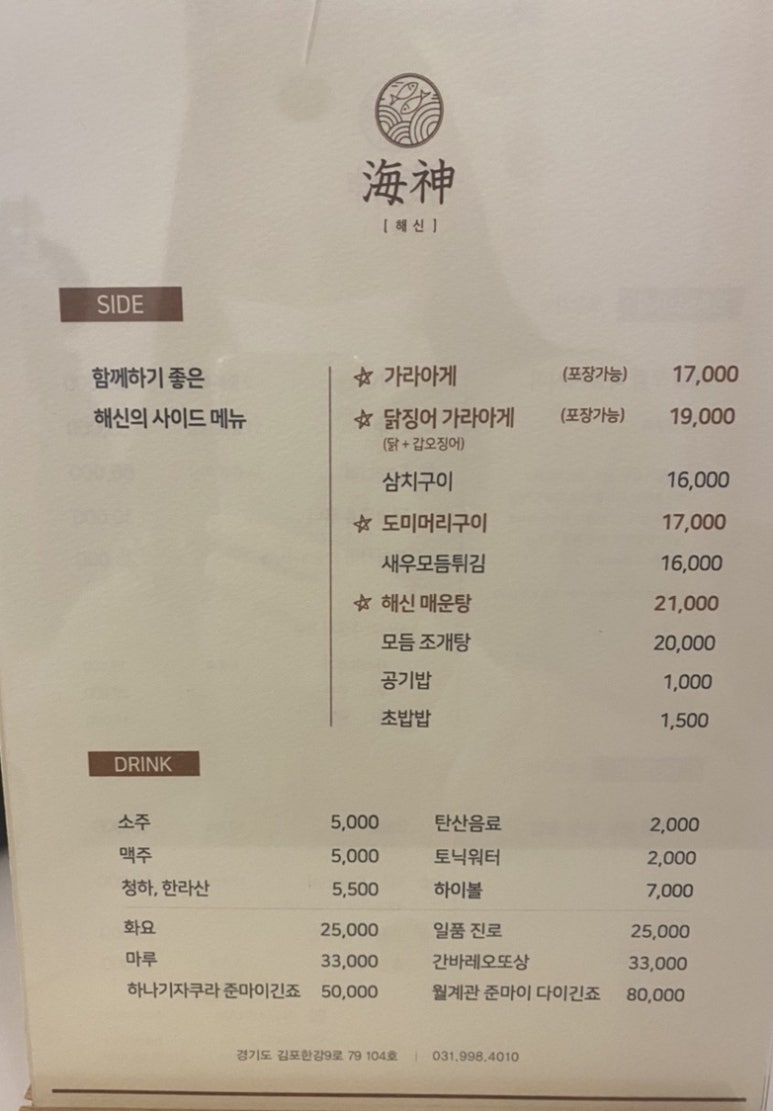 海神
[ 해신 ]
SIDE
함께하기 좋은
해신의 사이드 메뉴
☆ 가라아게 (포장가능) 17,000
☆ 닭징어 가라아게 (포장가능) 19,000
(닭 + 갑오징어)
삼치구이 16,000
☆ 도미머리구이 17,000
새우모듬튀김 16,000
☆ 해신 매운탕 21,000
모듬 조개탕 20,000
공기밥 1,000
초밥밥 1,500
DRINK
소주 5,000 탄산음료 2,000
맥주 5,000 토닉워터 2,000
청하, 한라산 5,500 하이볼 7,000
화요 25,000 일품 진로 25,000
마루 33,000 간바레오또상 33,000
하나기자쿠라 준마이긴죠 50,000 월계관 준마이 다이긴죠 80,000
경기도 김포한강9로 79 104호 | 031.998.4010